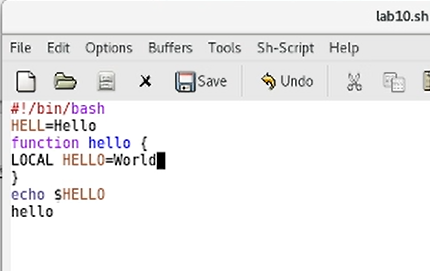 lab10.sh
File Edit Options Buffers Tools Sh-Script Help
Save Undo
#!/bin/bash
HELL=Hello
function hello {
LOCAL HELLO=World
}
echo $HELLO
hello